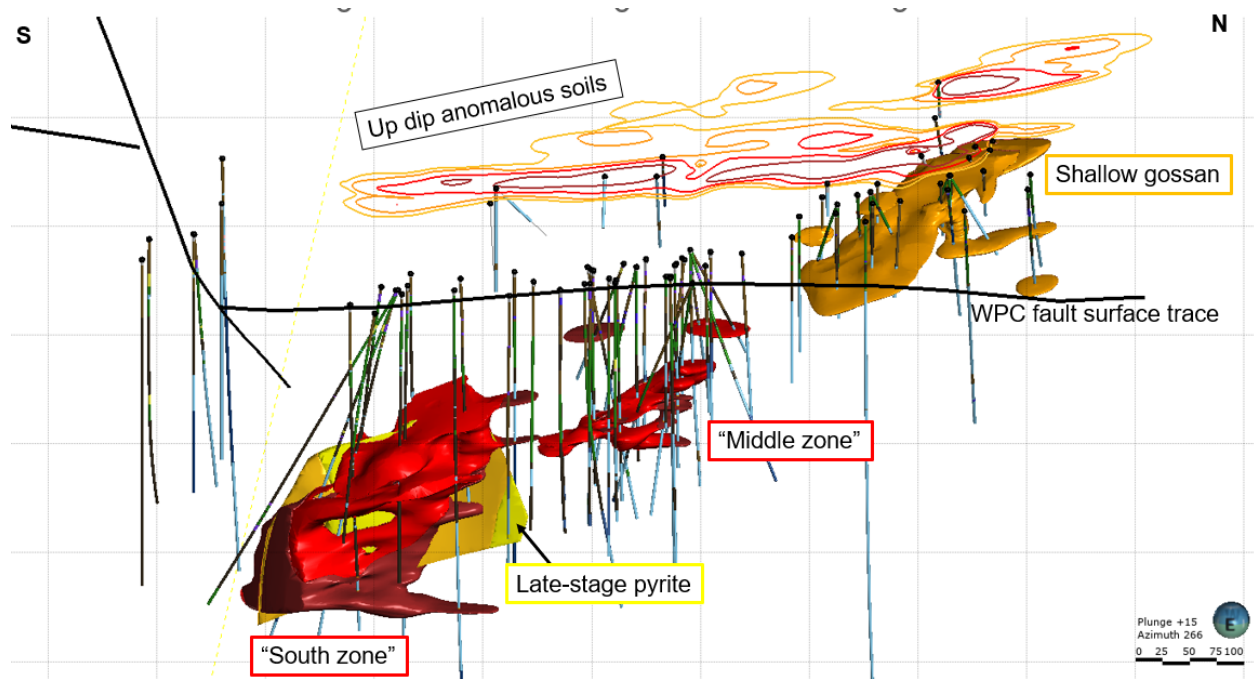 S
N
Up dip anomalous soils
Shallow gossan
WPC fault surface trace
“Middle zone”
Late-stage pyrite
“South zone”
Plunge +15
Azimuth 266
E
0 25 50 75 100